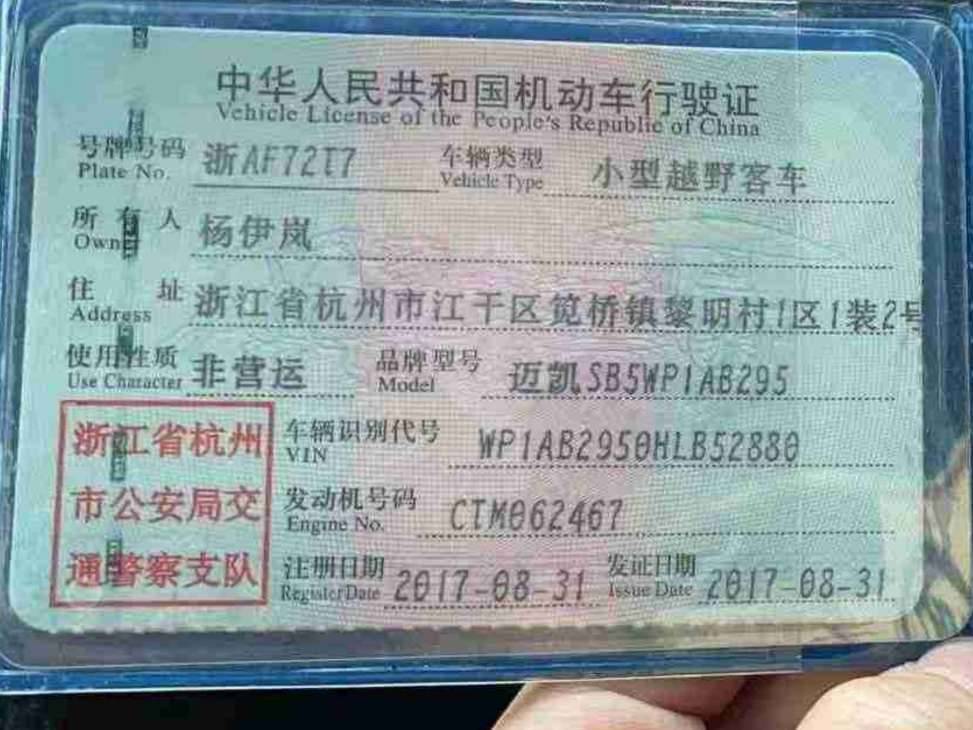 中华人民共和国机动车行驶证
Vehicle License of the People's Republic of China
号牌号码 浙AF72T7 车辆类型 小型越野客车
Plate No. Vehicle Type
所有人 杨伊岚
Owner
住址 浙江省杭州市江干区笕桥镇黎明村1区1装2号
Address
使用性质 非营运 品牌型号 迈凯SB5WP1AB295
Use Character Model
浙江省杭州 车辆识别代号 WP1AB2950HLB52880
VIN
市公安局交 发动机号码 CTM062467
Engine No.
通警察支队 注册日期 2017-08-31 发证日期 2017-08-31
Register Date Issue Date